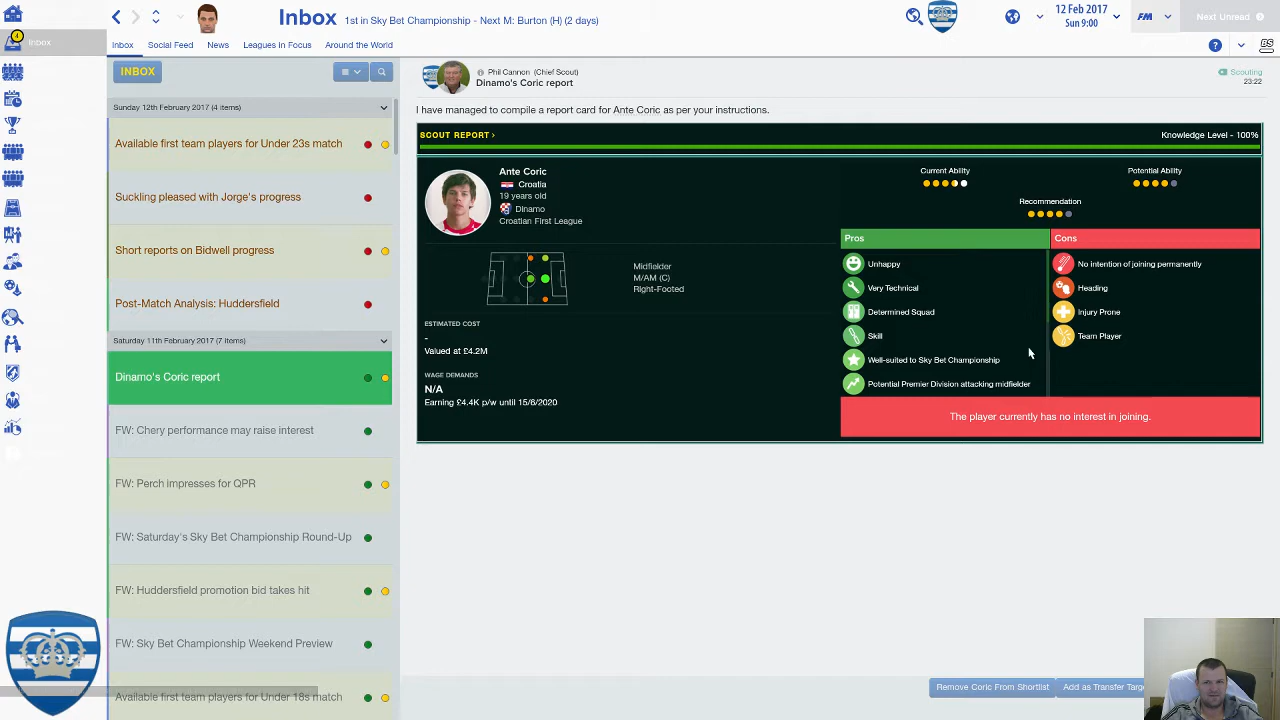 Inbox
1st in Sky Bet Championship - Next M: Burton (H) (2 days)
12 Feb 2017
Sun 9:00
FM
Next Unread
4
Inbox
Inbox
Social Feed
News
Leagues in Focus
Around the World
?
BS
INBOX
Sunday 12th February 2017 (4 items)
Available first team players for Under 23s match
Suckling pleased with Jorge's progress
Short reports on Bidwell progress
Post-Match Analysis: Huddersfield
Saturday 11th February 2017 (7 items)
Dinamo's Coric report
FW: Chery performance may raise interest
FW: Perch impresses for QPR
FW: Saturday's Sky Bet Championship Round-Up
FW: Huddersfield promotion bid takes hit
FW: Sky Bet Championship Weekend Preview
Available first team players for Under 18s match
Phil Cannon (Chief Scout)
Dinamo's Coric report
Scouting
23:22
I have managed to compile a report card for Ante Coric as per your instructions.
SCOUT REPORT >
Knowledge Level - 100%
Ante Coric
Croatia
19 years old
Dinamo
Croatian First League
Current Ability
Potential Ability
Recommendation
Midfielder
M/AM (C)
Right-Footed
ESTIMATED COST
-
Valued at £4.2M
WAGE DEMANDS
N/A
Earning £4.4K p/w until 15/6/2020
Pros
Unhappy
Very Technical
Determined Squad
Skill
Well-suited to Sky Bet Championship
Potential Premier Division attacking midfielder
Cons
No intention of joining permanently
Heading
Injury Prone
Team Player
The player currently has no interest in joining.
Remove Coric From Shortlist
Add as Transfer Targ